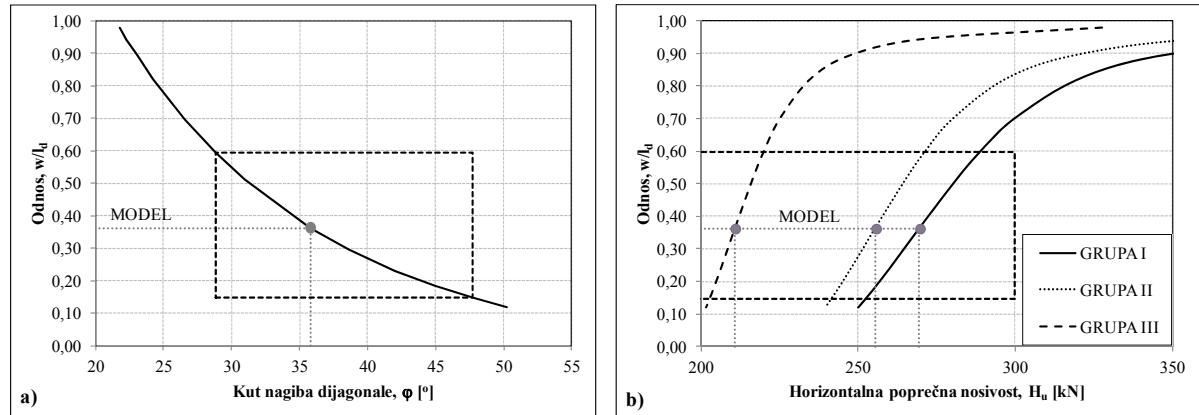 1,00
0,90
0,80
0,70
0,60
0,50
0,40
0,30
0,20
0,10
0,00
Odnos, w/ld
MODEL
20 25 30 35 40 45 50 55
Kut nagiba dijagonale, φ [º]
a)
1,00
0,90
0,80
0,70
0,60
0,50
0,40
0,30
0,20
0,10
0,00
Odnos, w/ld
MODEL
GRUPA I
GRUPA II
GRUPA III
200 250 300 350
Horizontalna poprečna nosivost, Hu [kN]
b)